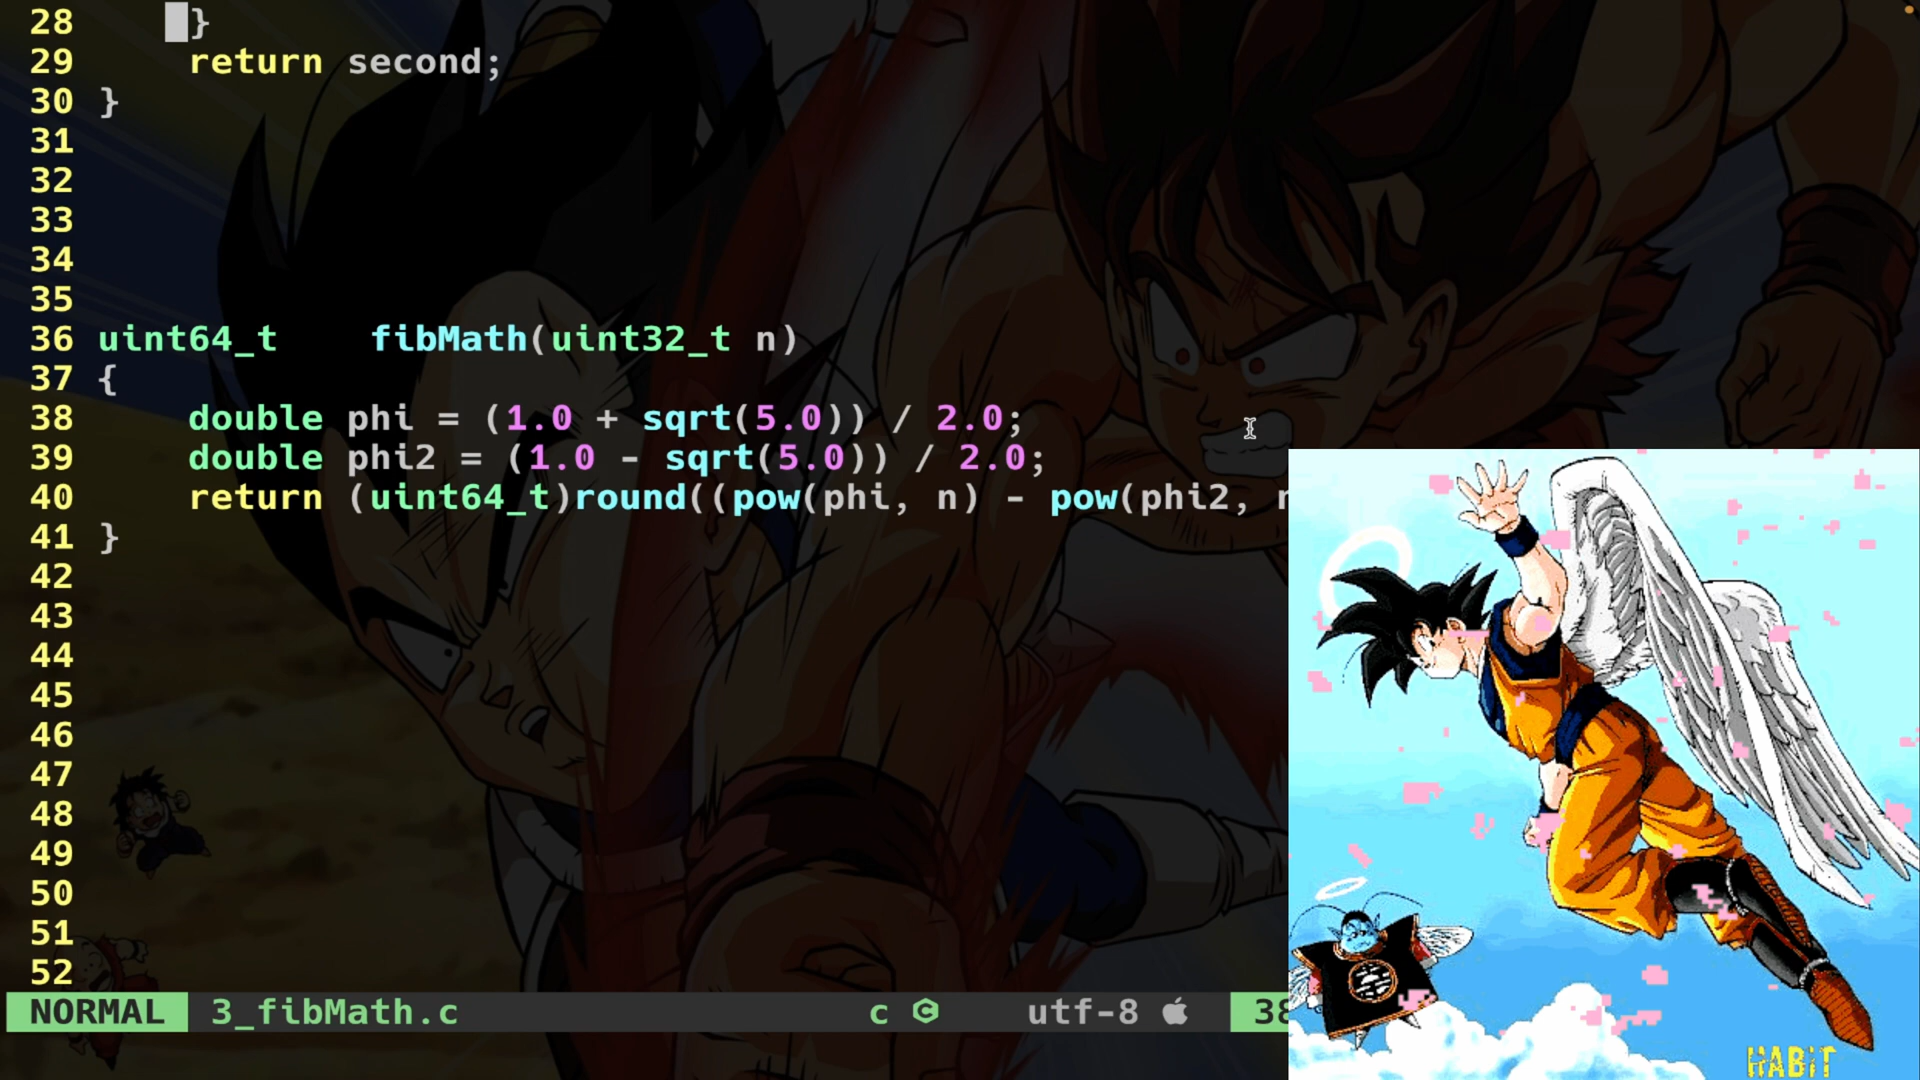 28 }
29 return second;
30 }
31
32
33
34
35
36 uint64_t fibMath(uint32_t n)
37 {
38 double phi = (1.0 + sqrt(5.0)) / 2.0;
39 double phi2 = (1.0 - sqrt(5.0)) / 2.0;
40 return (uint64_t)round((pow(phi, n) - pow(phi2, n
41 }
42
43
44
45
46
47
48
49
50
51
52
NORMAL 3_fibMath.c c utf-8 38
HABIT